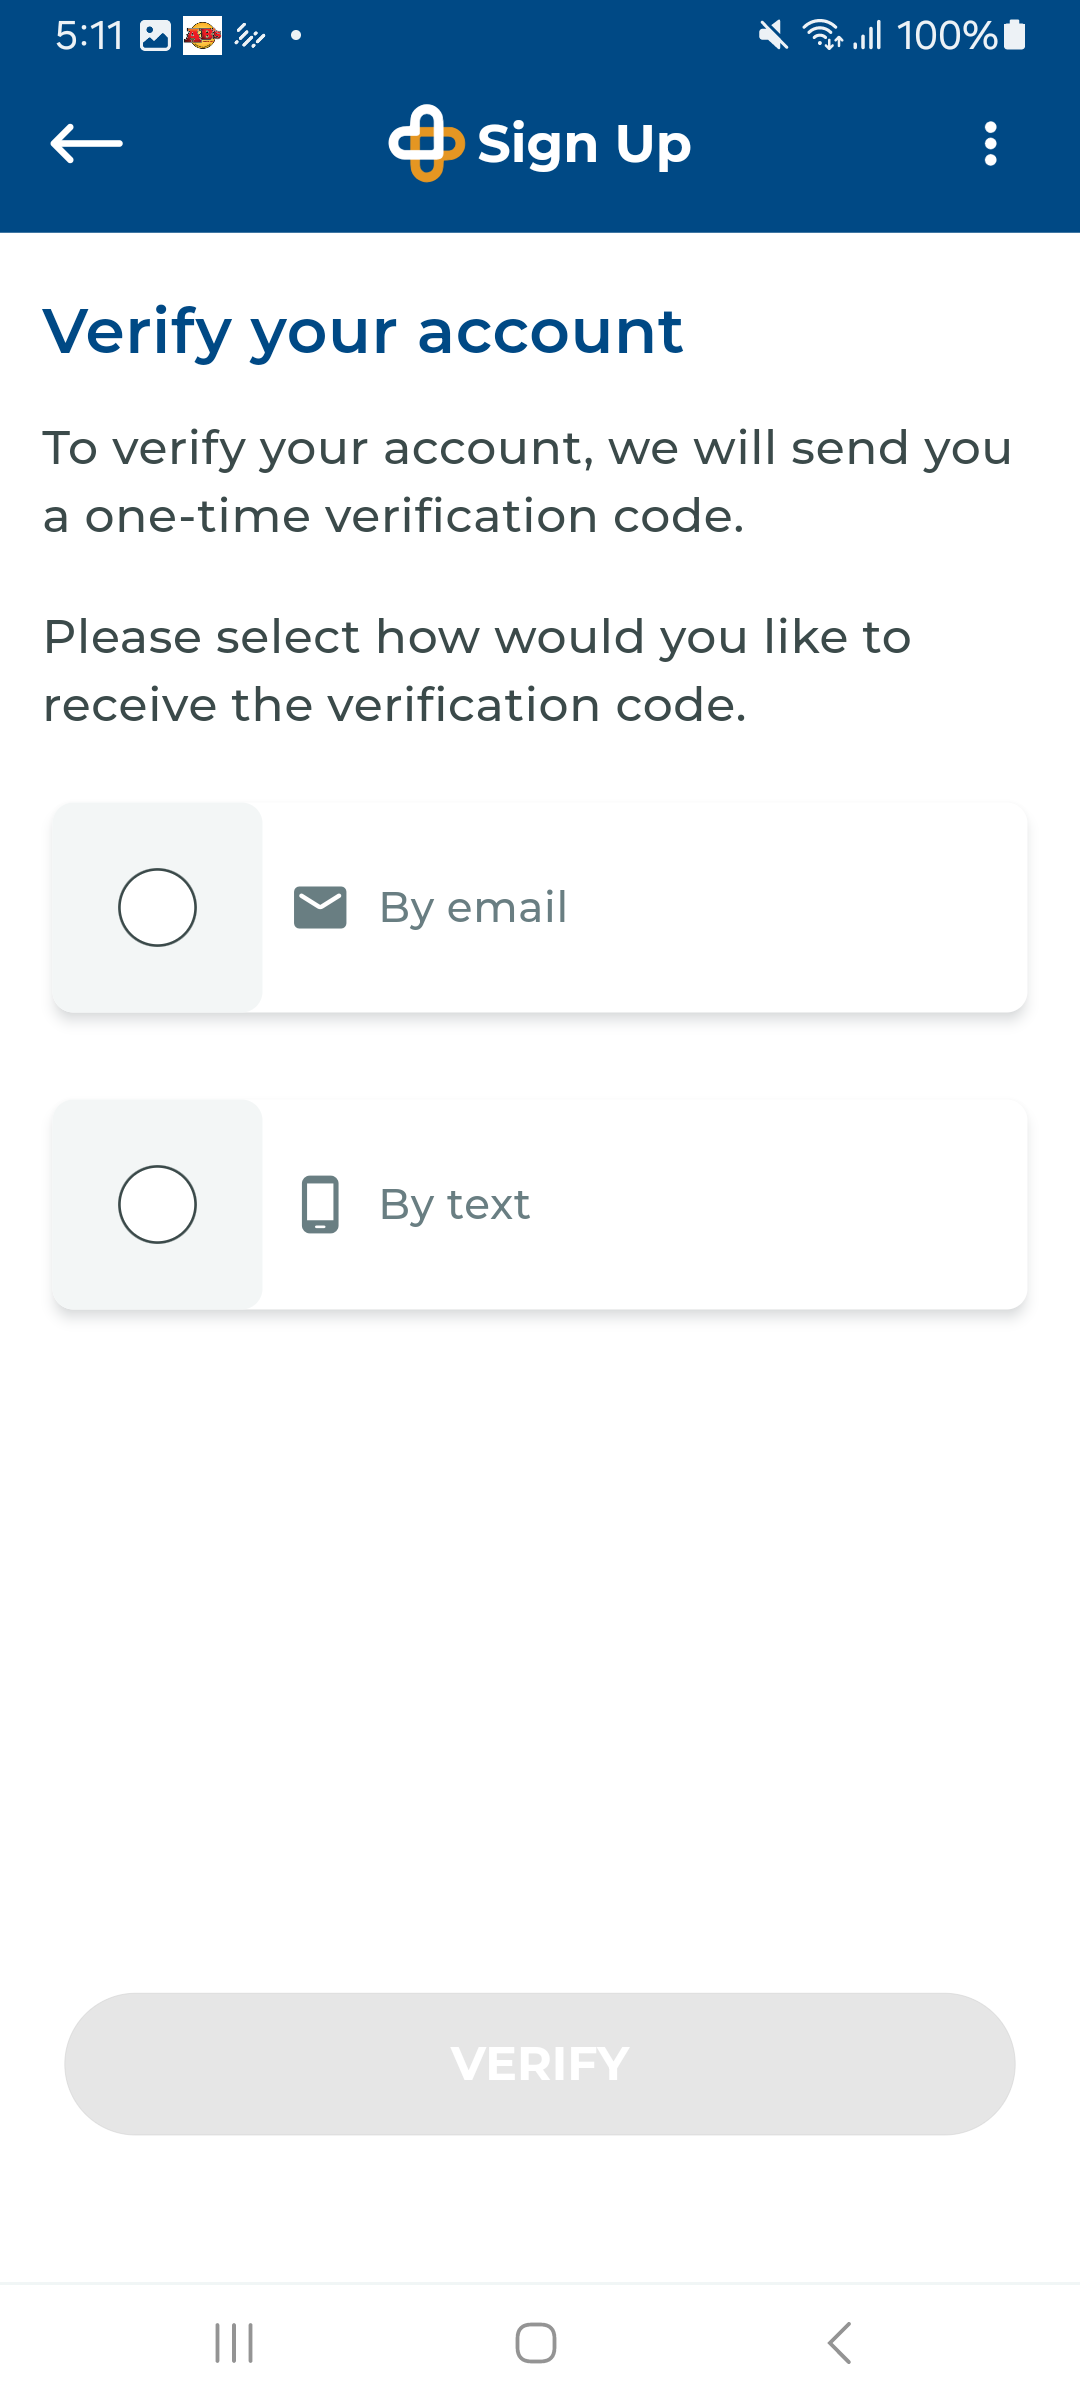 5:11
100%
Sign Up
Verify your account
To verify your account, we will send you
a one-time verification code.
Please select how would you like to
receive the verification code.
By email
By text
VERIFY